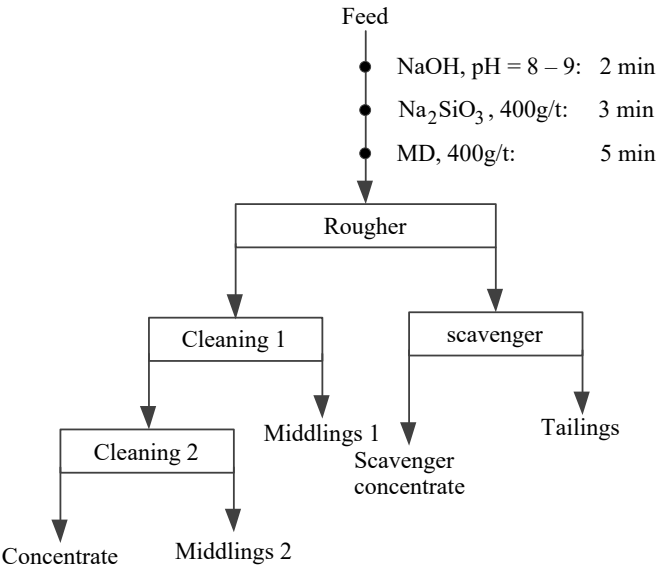 Feed
NaOH, pH = 8 – 9: 2 min
Na₂SiO₃, 400g/t: 3 min
MD, 400g/t: 5 min
Rougher
Cleaning 1
scavenger
Middlings 1
Tailings
Cleaning 2
Scavenger
concentrate
Concentrate
Middlings 2